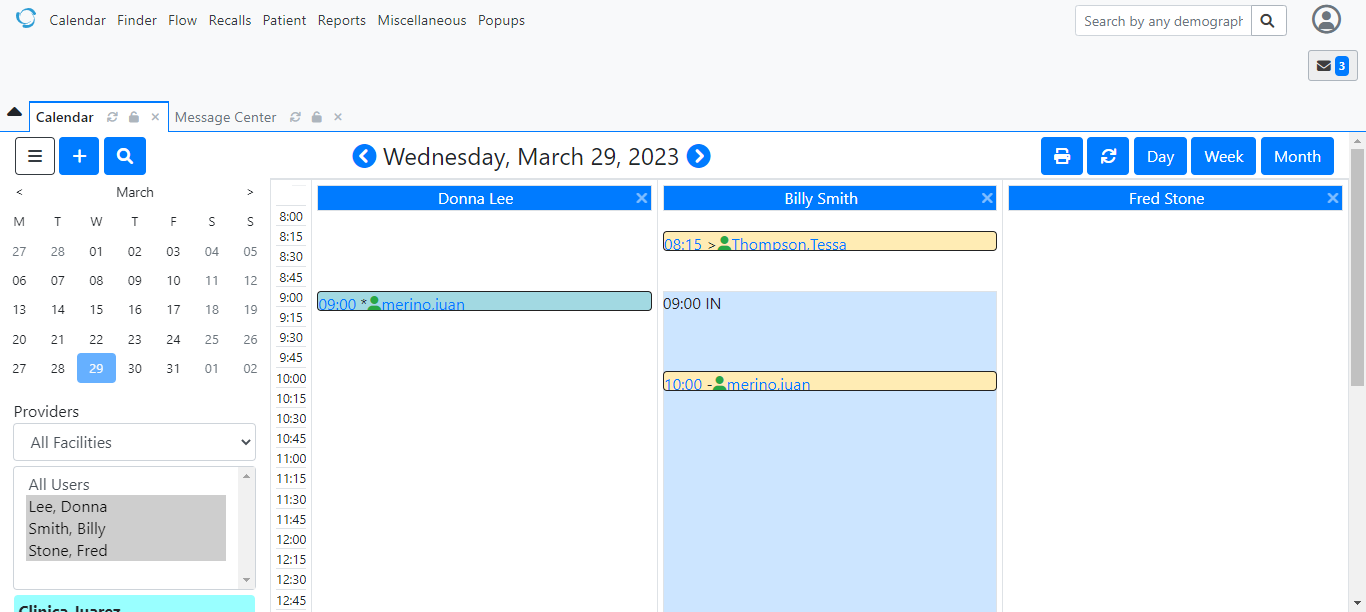 Calendar Finder Flow Recalls Patient Reports Miscellaneous Popups Search by any demograph
3
Calendar Message Center
Wednesday, March 29, 2023 Day Week Month
< March >
M T W T F S S
27 28 01 02 03 04 05
06 07 08 09 10 11 12
13 14 15 16 17 18 19
20 21 22 23 24 25 26
27 28 29 30 31 01 02
Providers
All Facilities
All Users
Lee, Donna
Smith, Billy
Stone, Fred
Clinica Juarez
Donna Lee Billy Smith Fred Stone
8:00
8:15 08:15 > Thompson,Tessa
8:30
8:45
9:00 09:00 * merino,juan 09:00 IN
9:15
9:30
9:45
10:00 10:00 - merino,juan
10:15
10:30
10:45
11:00
11:15
11:30
11:45
12:00
12:15
12:30
12:45